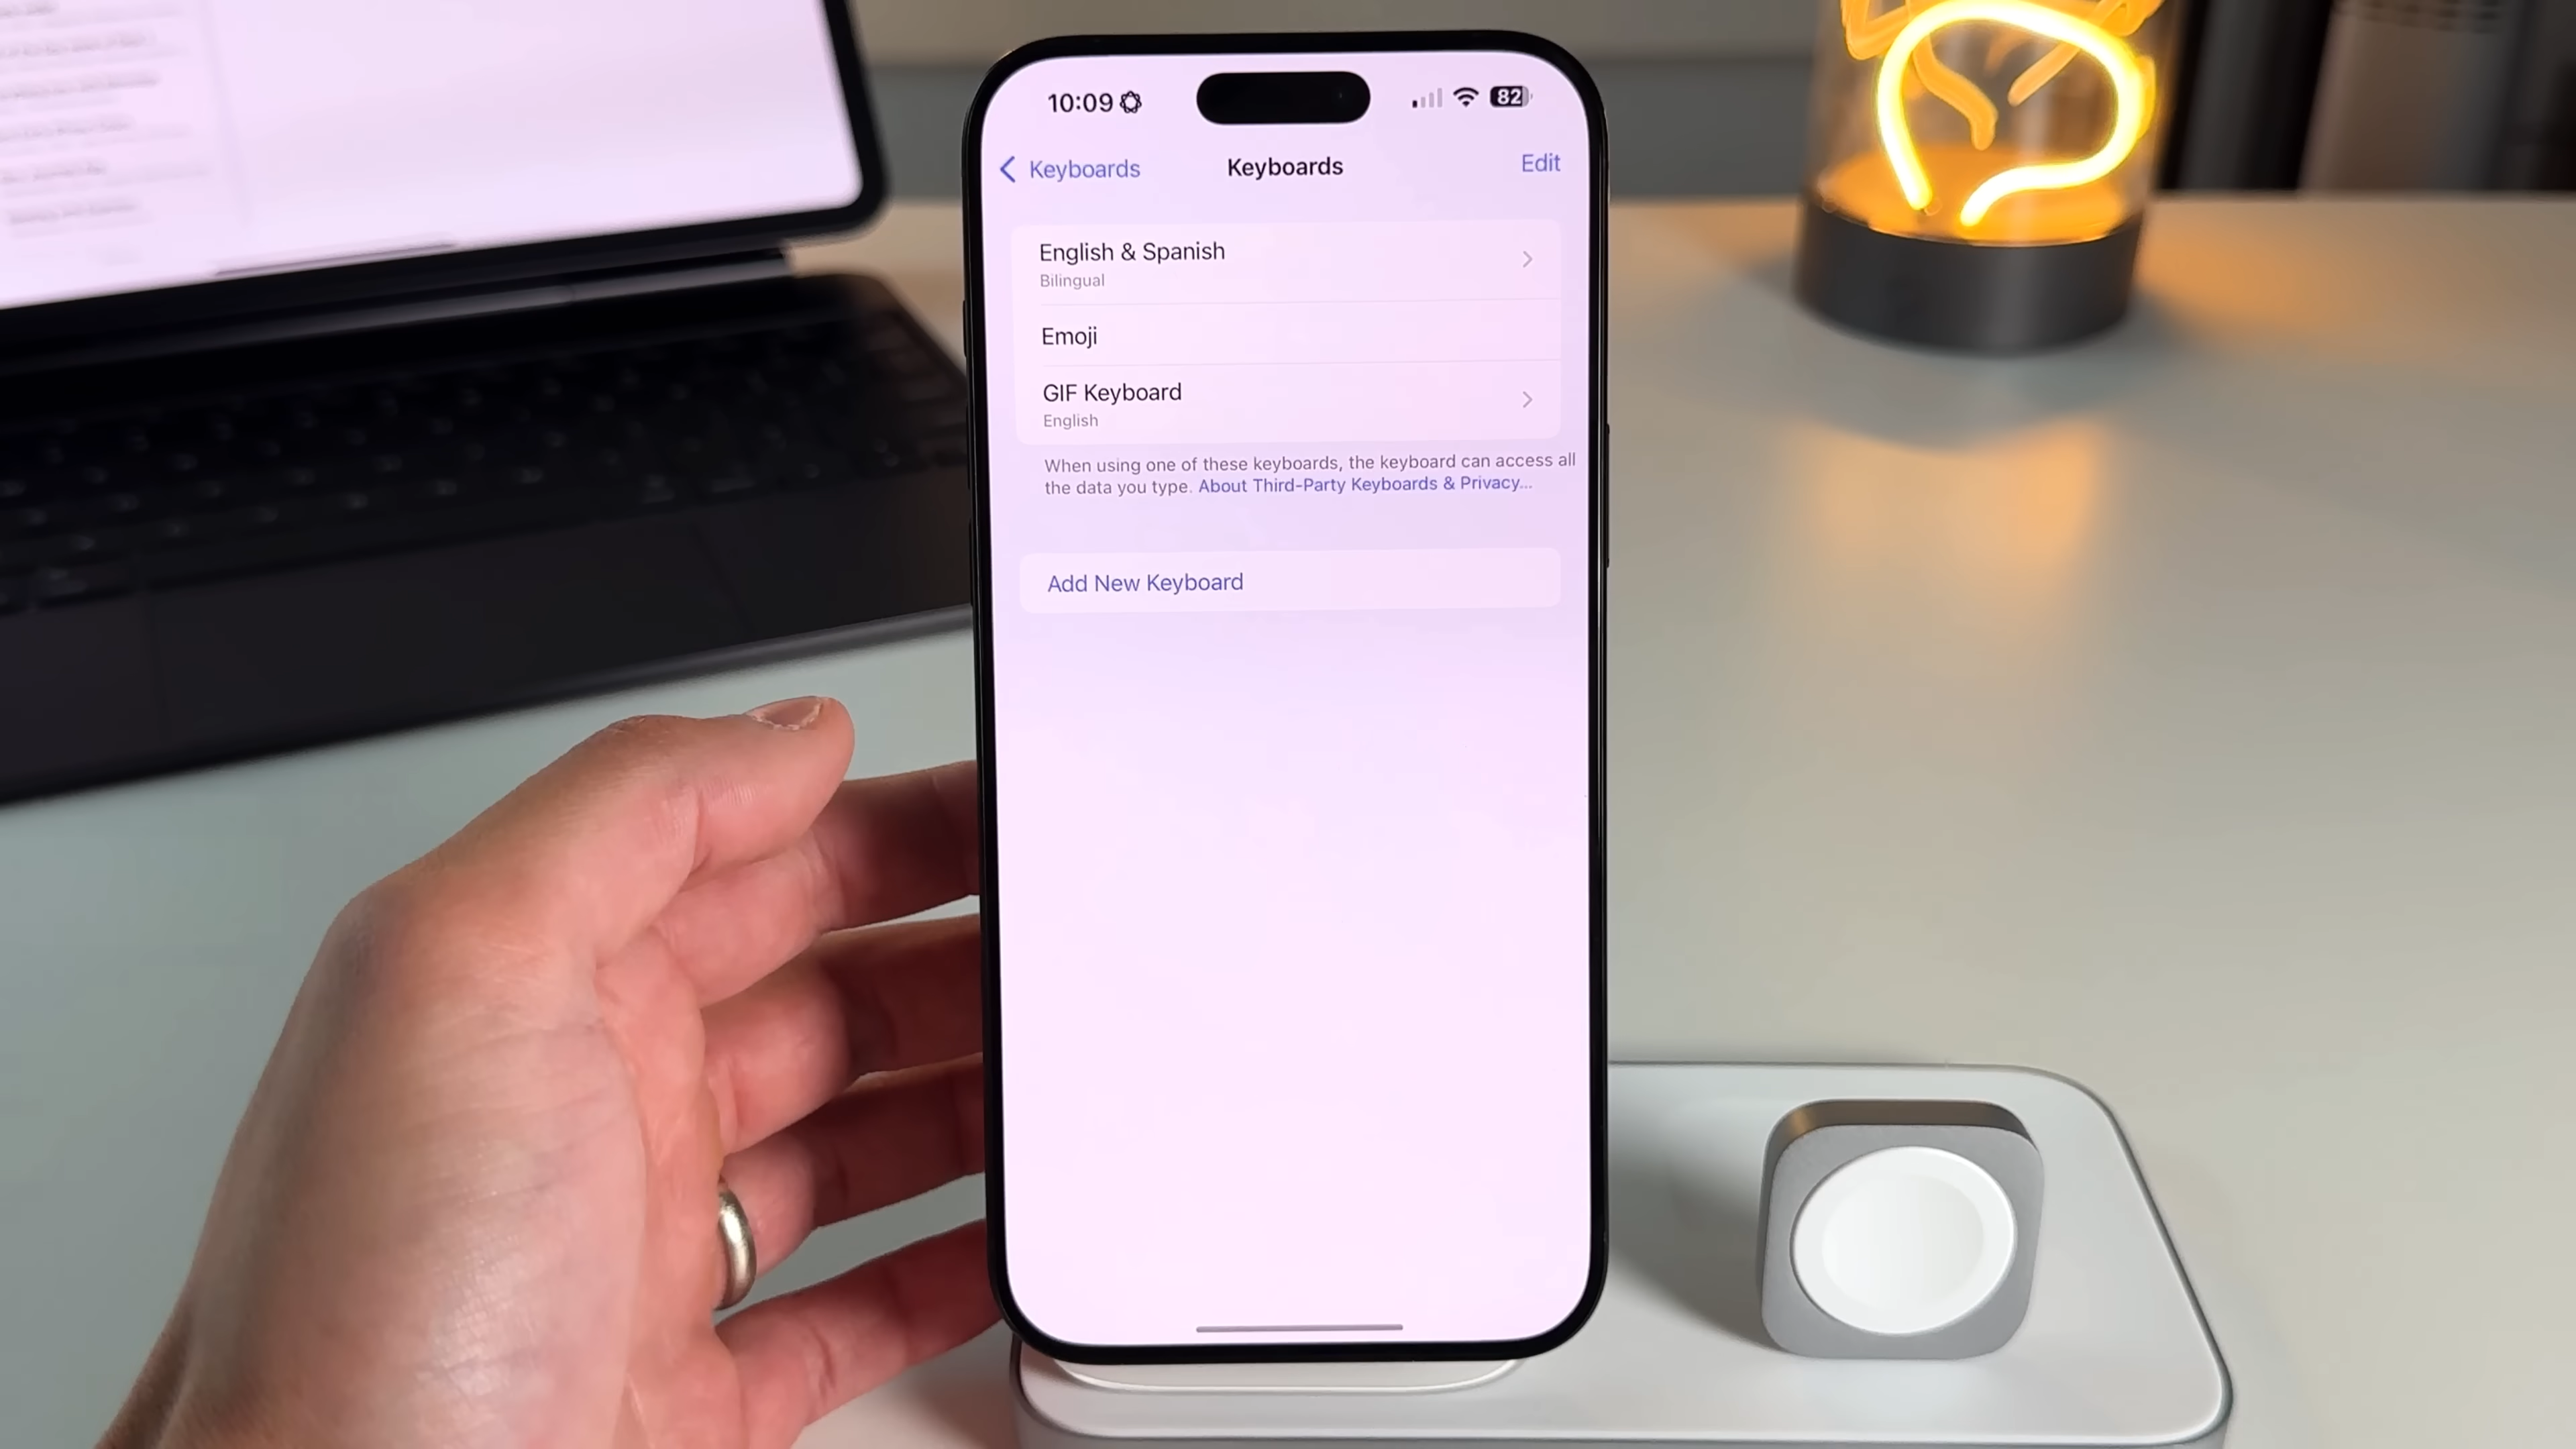 10:09
82
Keyboards
Keyboards
Edit
English & Spanish
Bilingual
Emoji
GIF Keyboard
English
When using one of these keyboards, the keyboard can access all
the data you type. About Third-Party Keyboards & Privacy...
Add New Keyboard